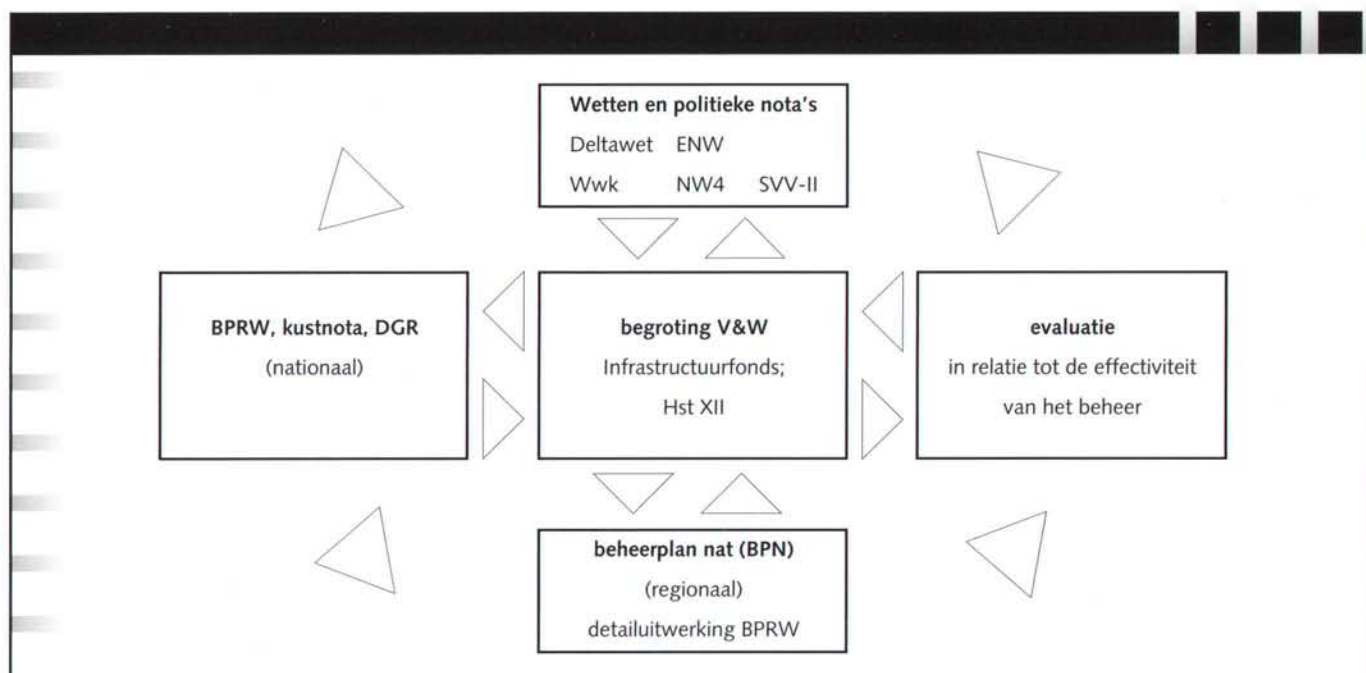 Wetten en politieke nota's
Deltawet ENW
Wwk NW4 SVV-II
BPRW, kustnota, DGR
(nationaal)
begroting V&W
Infrastructuurfonds;
Hst XII
evaluatie
in relatie tot de effectiviteit
van het beheer
beheerplan nat (BPN)
(regionaal)
detailuitwerking BPRW